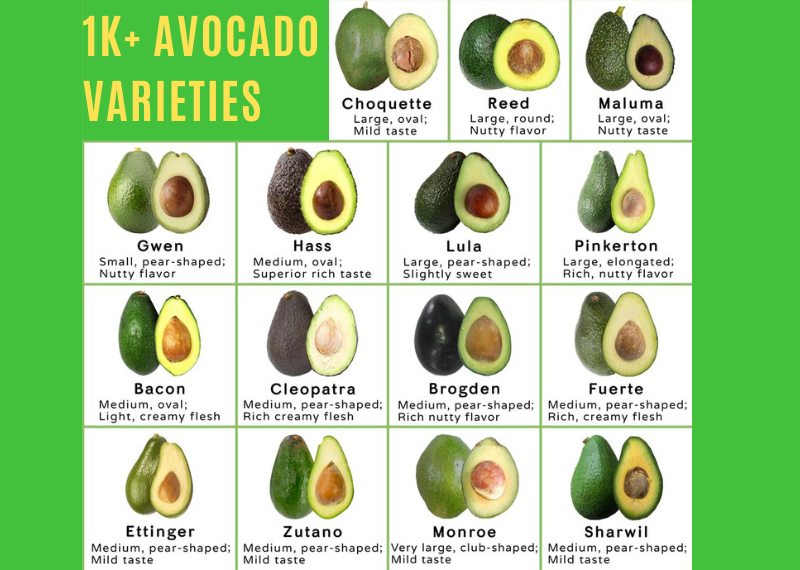 1K+ AVOCADO
VARIETIES
Choquette
Large, oval;
Mild taste
Reed
Large, round;
Nutty flavor
Maluma
Large, oval;
Nutty taste
Gwen
Small, pear-shaped;
Nutty flavor
Hass
Medium, oval;
Superior rich taste
Lula
Large, pear-shaped;
Slightly sweet
Pinkerton
Large, elongated;
Rich, nutty flavor
Bacon
Medium, oval;
Light, creamy flesh
Cleopatra
Medium, pear-shaped;
Rich creamy flesh
Brogden
Medium, pear-shaped;
Rich nutty flavor
Fuerte
Medium, pear-shaped;
Rich, creamy flesh
Ettinger
Medium, pear-shaped;
Mild taste
Zutano
Medium, pear-shaped;
Mild taste
Monroe
Very large, club-shaped;
Mild taste
Sharwil
Medium, pear-shaped;
Mild taste